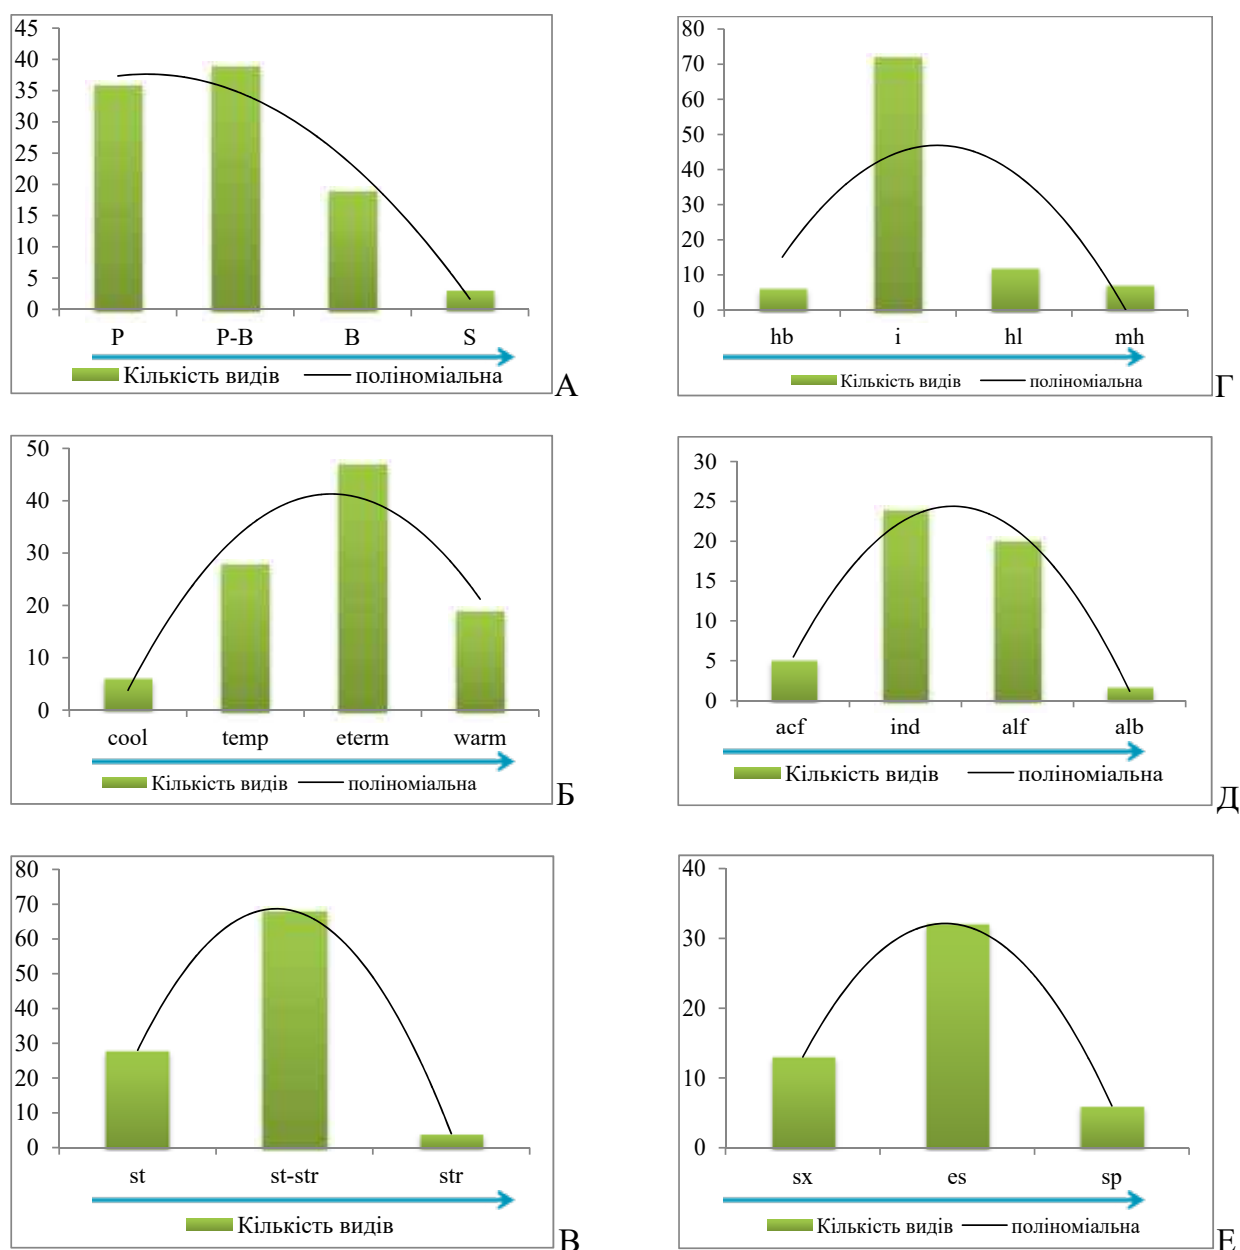 45
40
35
30
25
20
15
10
5
0
P P-B B S
Кількість видів поліноміальна
А
80
70
60
50
40
30
20
10
0
hb i hl mh
Кількість видів поліноміальна
Г
50
40
30
20
10
0
cool temp eterm warm
Кількість видів поліноміальна
Б
30
25
20
15
10
5
0
acf ind alf alb
Кількість видів поліноміальна
Д
80
70
60
50
40
30
20
10
0
st st-str str
Кількість видів
В
40
30
20
10
0
sx es sp
Кількість видів поліноміальна
Е